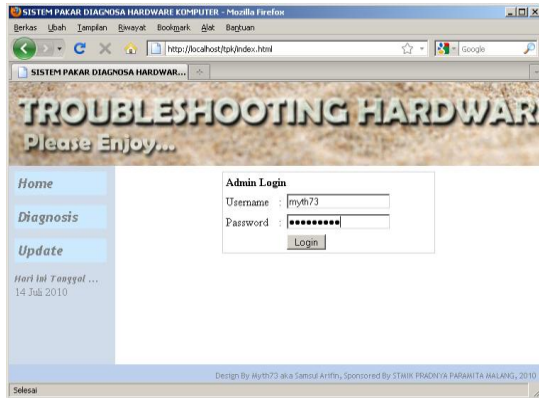 SISTEM PAKAR DIAGNOSA HARDWARE KOMPUTER - Mozilla Firefox
Berkas Ubah Tampilan Riwayat Bookmark Alat Bantuan
http://localhost/tpk/index.html
Google
SISTEM PAKAR DIAGNOSA HARDWAR...
TROUBLESHOOTING HARDWAR
Please Enjoy...
Home
Diagnosis
Update
Hari ini Tanggal ...
14 Juli 2010
Admin Login
Username : myth73
Password : •••••••••
Login
Design By Myth73 aka Samsul Arifin, Sponsored By STMIK PRADNYA PARAMITA MALANG, 2010
Selesai